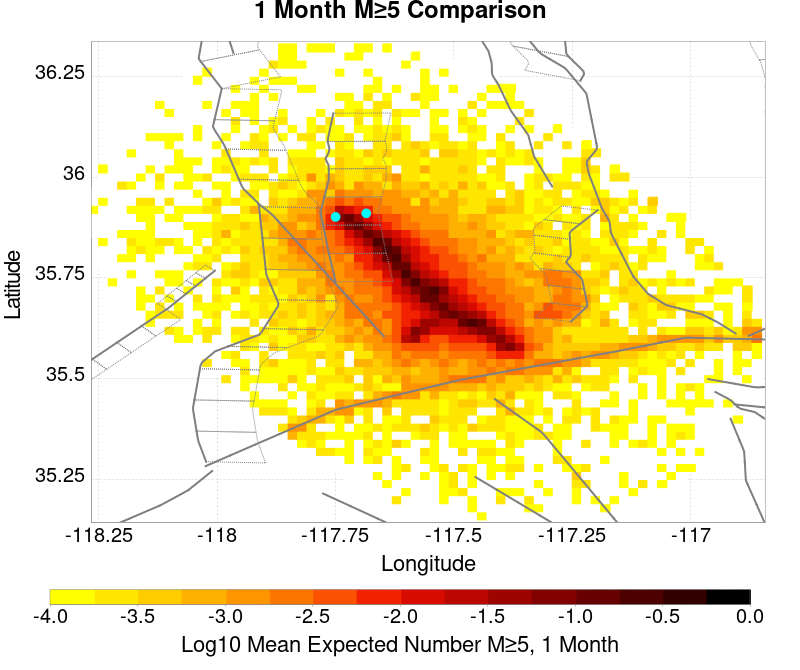 1 Month M≥5 Comparison
36.25
36
35.75
35.5
35.25
Latitude
-118.25 -118 -117.75 -117.5 -117.25 -117
Longitude
-4.0 -3.5 -3.0 -2.5 -2.0 -1.5 -1.0 -0.5 0.0
Log10 Mean Expected Number M≥5, 1 Month